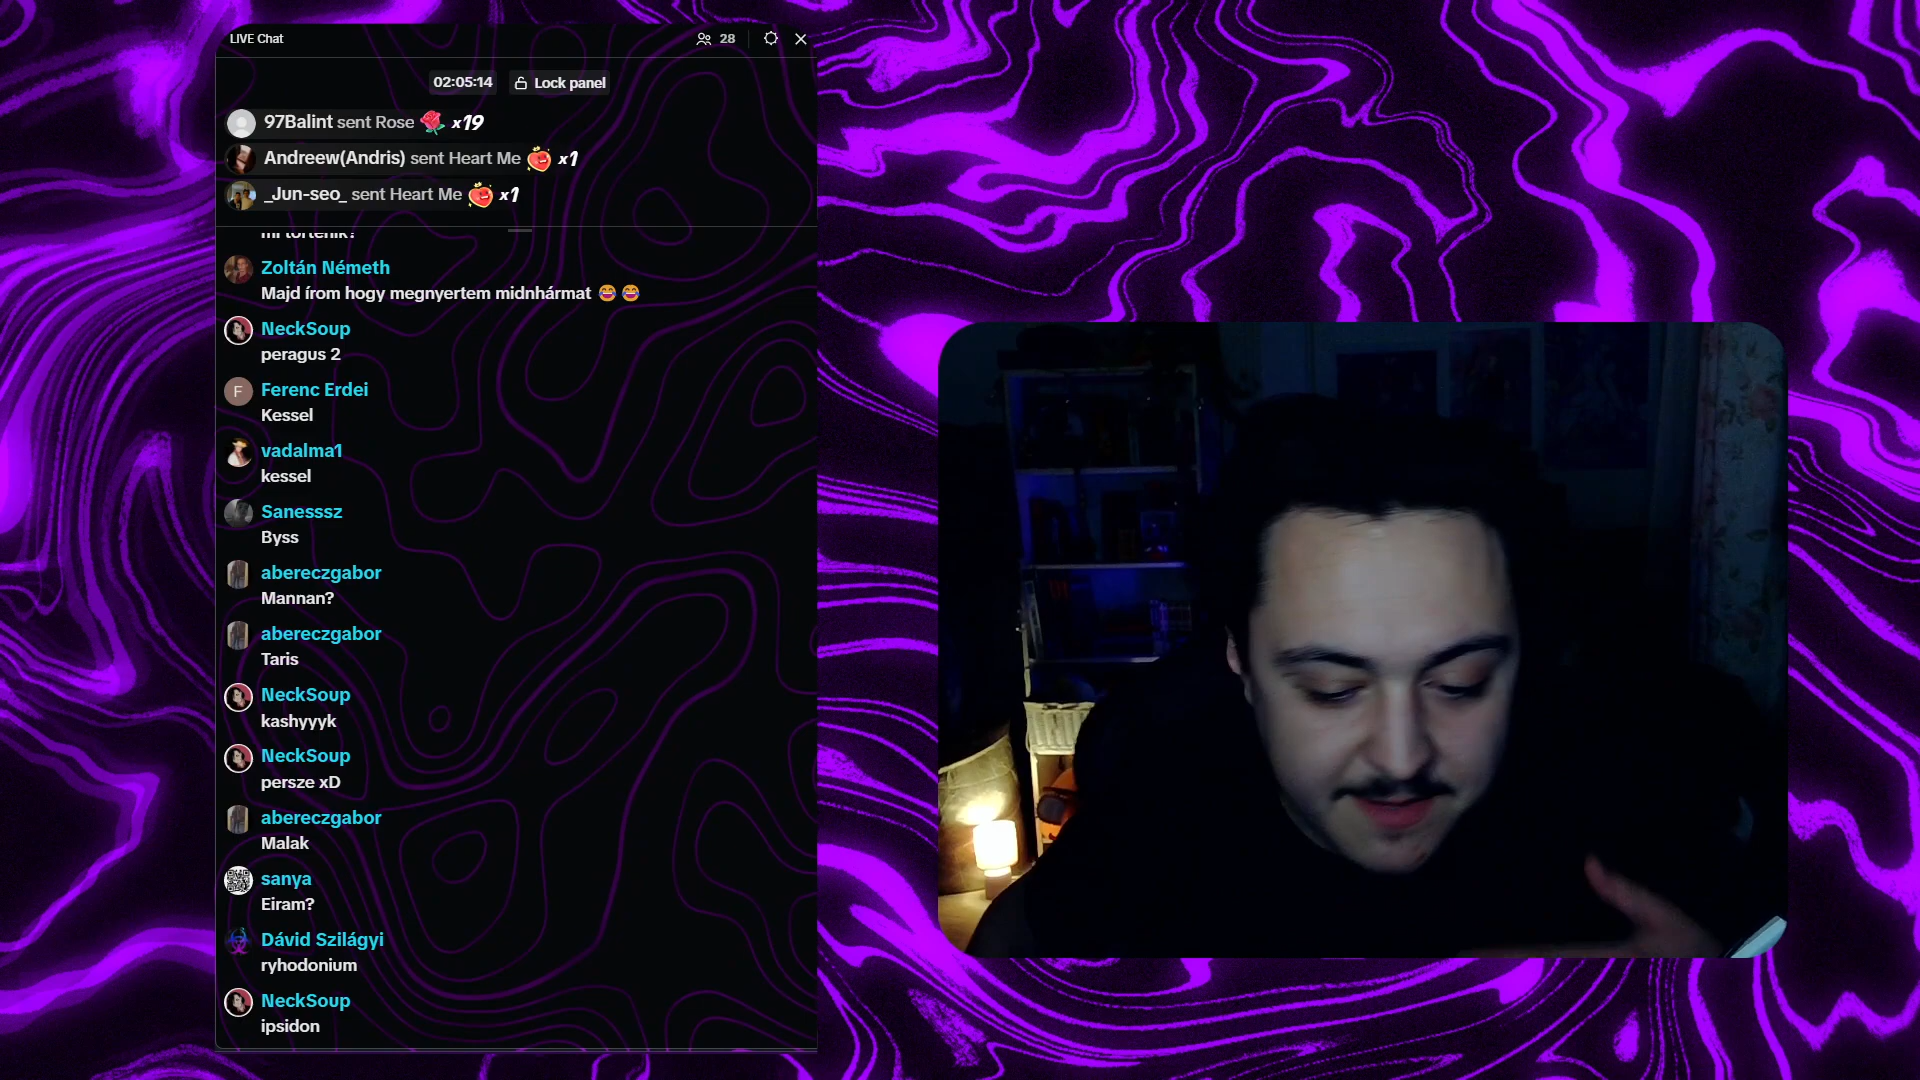 LIVE Chat
28
02:05:14
Lock panel
97Balint sent Rose x19
Andreew(Andris) sent Heart Me x1
_Jun-seo_ sent Heart Me x1
mi történik?
Zoltán Németh
Majd írom hogy megnyertem midnhármat 😂 😂
NeckSoup
peragus 2
Ferenc Erdei
F
Kessel
vadalma1
kessel
Sanesssz
Byss
abereczgabor
Mannan?
abereczgabor
Taris
NeckSoup
kashyyyk
NeckSoup
persze xD
abereczgabor
Malak
sanya
Eiram?
Dávid Szilágyi
ryhodonium
NeckSoup
ipsidon